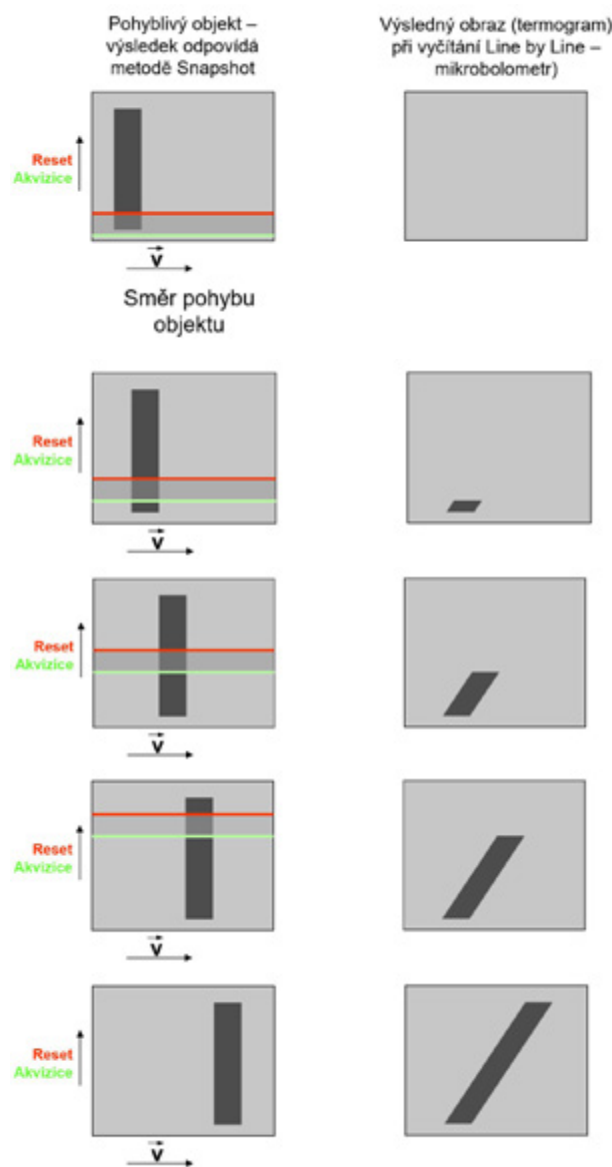 Pohyblivý objekt –
výsledek odpovídá
metodě Snapshot
Výsledný obraz (termogram)
při vyčítání Line by Line –
mikrobolometr)
Reset
Akvizice
v
Směr pohybu
objektu
Reset
Akvizice
v
Reset
Akvizice
v
Reset
Akvizice
v
Reset
Akvizice
v